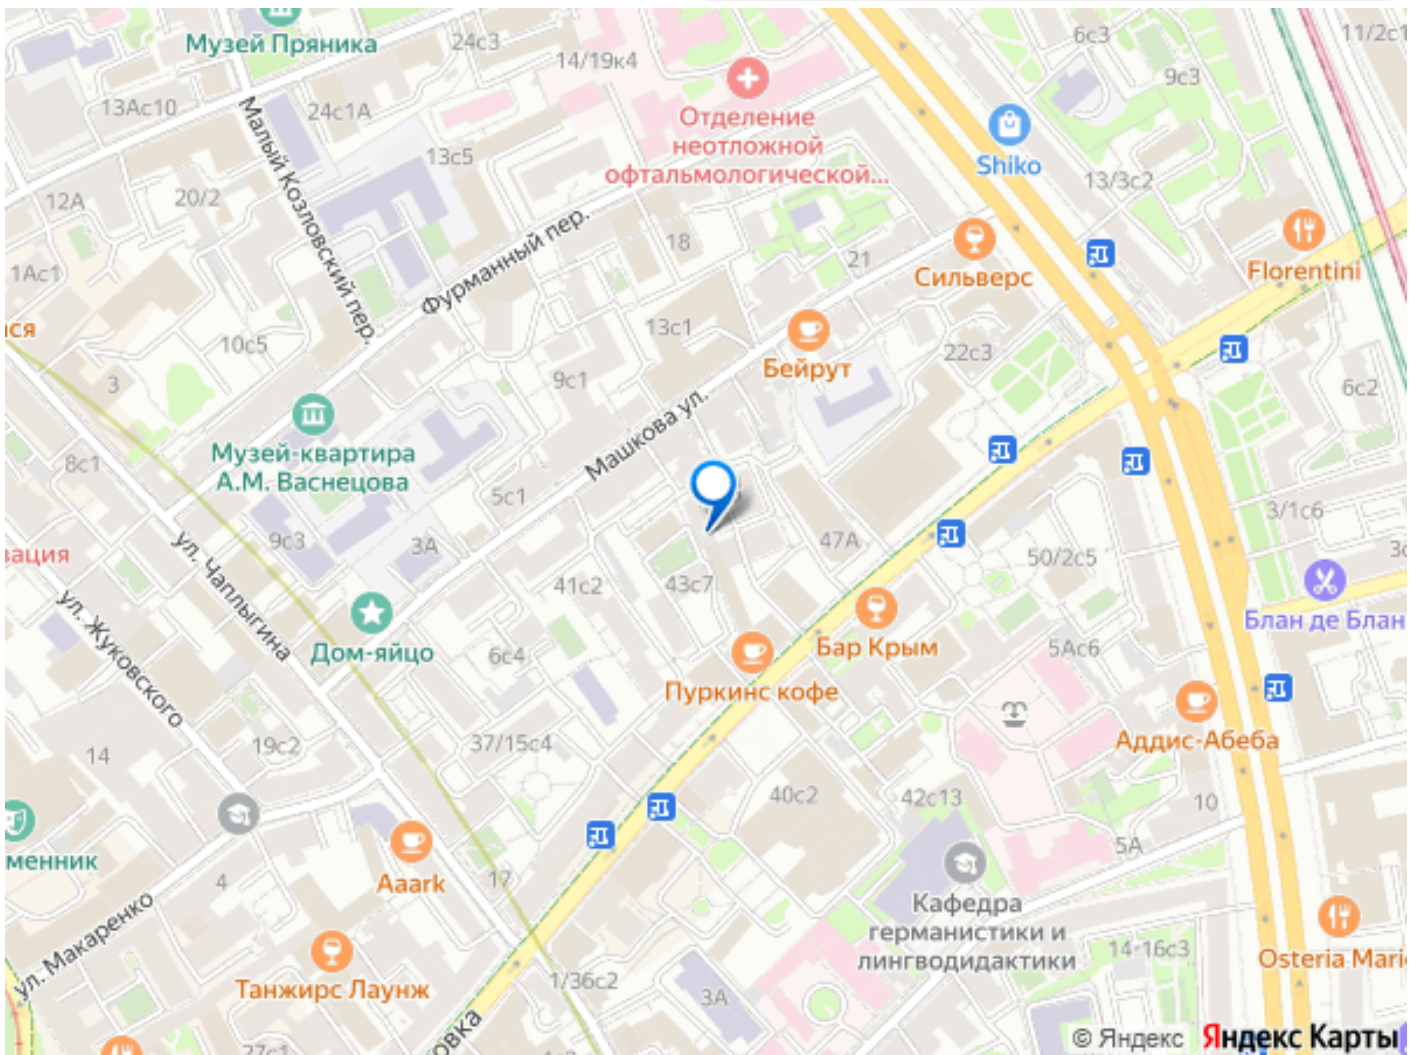 Музей Пряника
24с3
14/19к4
6с3
11/2с1
9с3
13Ас10
24с1А
Малый Козловский пер.
13с5
Отделение
неотложной
офтальмологической...
Shiko
13/3с2
12А
20/2
Фурманный пер.
18
21
Сильверс
Florentini
1Ас1
ся
10с5
3
13с1
Бейрут
22с3
9с1
6с2
Машкова ул.
Музей-квартира
А.М. Васнецова
8с1
5с1
9с3
3А
47А
3/1с6
зация
ул. Чаплыгина
41с2
43с7
50/2с5
ул. Жуковского
Дом-яйцо
6с4
Бар Крым
5Ас6
Блан де Блан
Пуркинс кофе
Аддис-Абеба
14
19с2
37/15с4
40с2
42с13
10
5А
менник
Aaark
17
4
ул. Макаренко
Кафедра
германистики и
лингводидактики
14-16с3
Osteria Mari
Танжирс Лаунж
1/36с2
3А
овка
27с1
© Яндекс Яндекс Карты